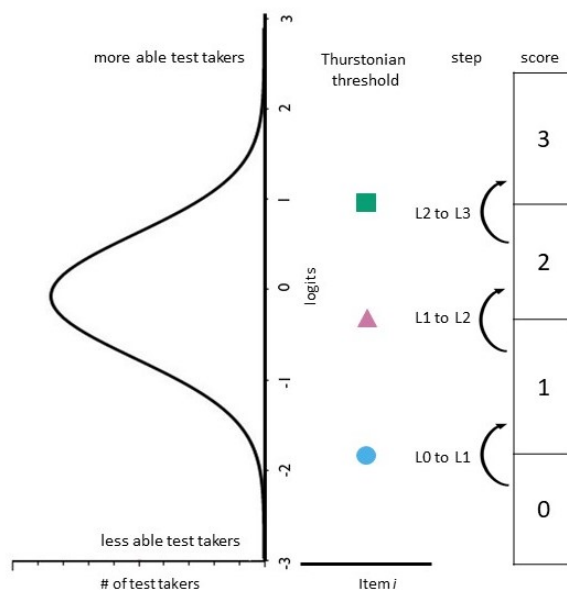 more able test takers
Thurstonian
threshold
step
score
3
2
1
0
-1
-2
-3
logits
L2 to L3
L1 to L2
L0 to L1
3
2
1
0
less able test takers
# of test takers
Item i